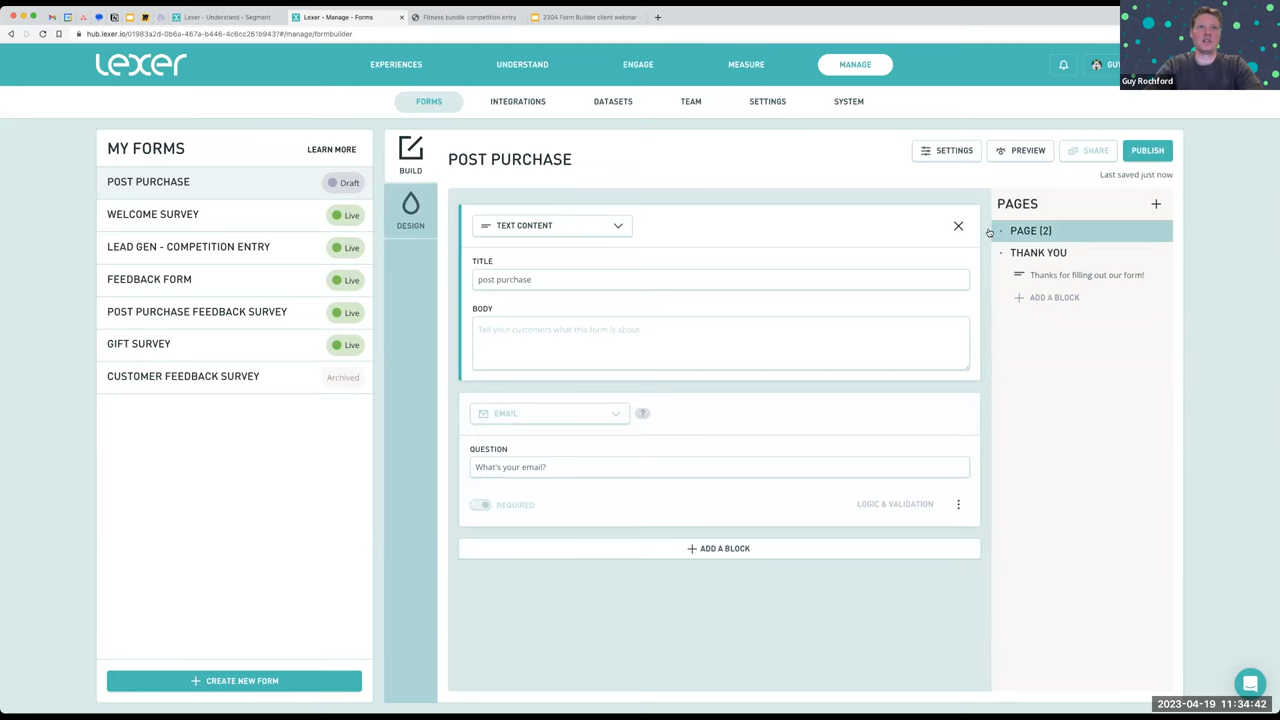 Lexer - Understand - Segment
Lexer - Manage - Forms
Fitness bundle competition entry
2304 Form Builder client webinar
hub.lexer.io/01983a2d-0b6a-467a-b446-4c6cc261b943?#/manage/formbuilder
Lexer
EXPERIENCES
UNDERSTAND
ENGAGE
MEASURE
MANAGE
GUY
Guy Rochford
FORMS
INTEGRATIONS
DATASETS
TEAM
SETTINGS
SYSTEM
MY FORMS
LEARN MORE
POST PURCHASE
Draft
WELCOME SURVEY
Live
LEAD GEN - COMPETITION ENTRY
Live
FEEDBACK FORM
Live
POST PURCHASE FEEDBACK SURVEY
Live
GIFT SURVEY
Live
CUSTOMER FEEDBACK SURVEY
Archived
CREATE NEW FORM
BUILD
DESIGN
POST PURCHASE
SETTINGS
PREVIEW
SHARE
PUBLISH
Last saved just now
TEXT CONTENT
TITLE
post purchase
BODY
Tell your customers what this form is about
EMAIL
?
QUESTION
What's your email?
REQUIRED
LOGIC & VALIDATION
ADD A BLOCK
PAGES
PAGE (2)
THANK YOU
Thanks for filling out our form!
ADD A BLOCK
2023-04-19 11:34:42